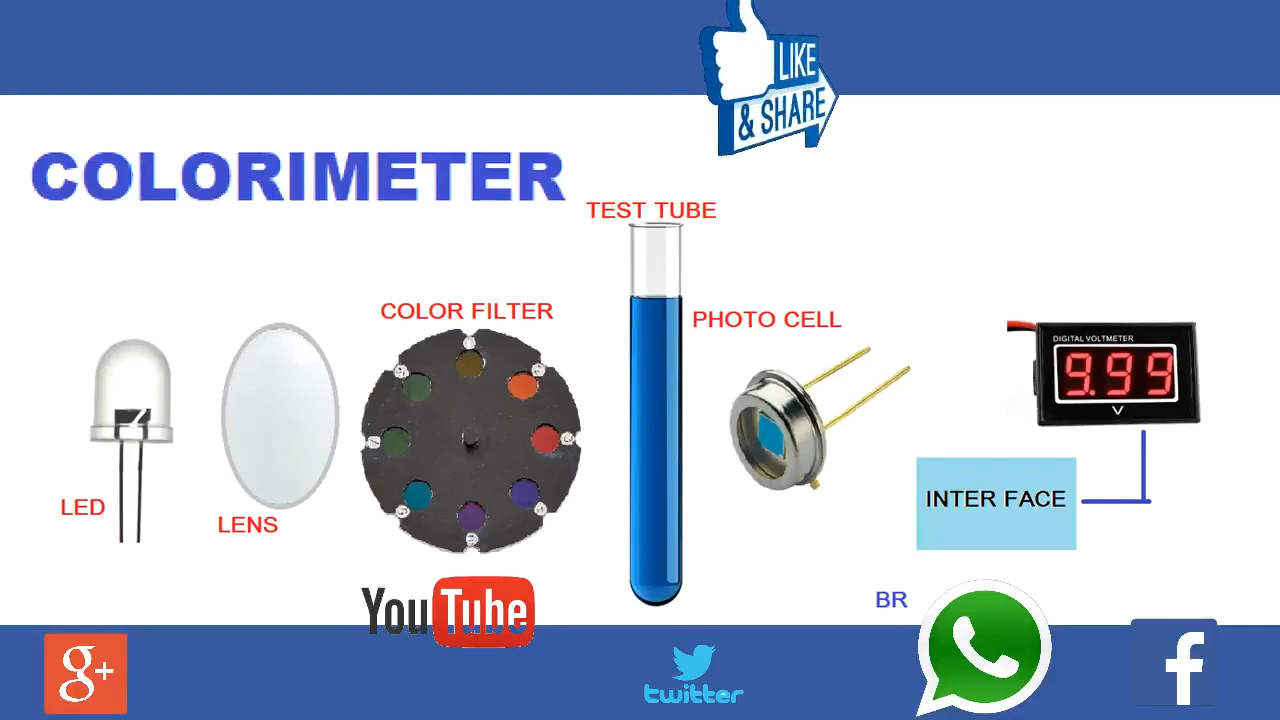 LIKE
& SHARE
COLORIMETER
TEST TUBE
COLOR FILTER
PHOTO CELL
DIGITAL VOLTMETER
9.99
V
LED
LENS
INTER FACE
BR
YouTube
g+
twitter
f